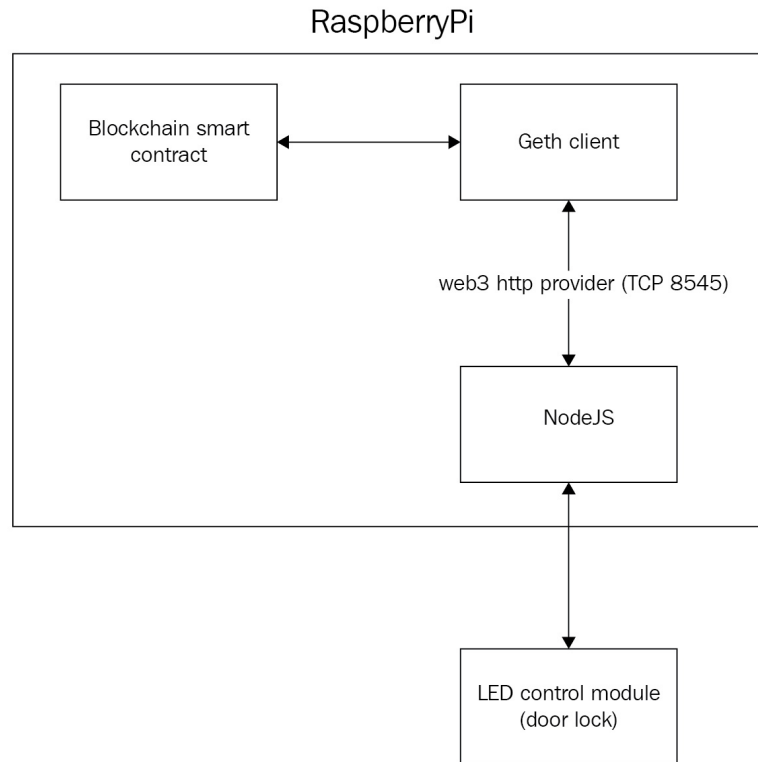 RaspberryPi
Blockchain smart
contract
Geth client
web3 http provider (TCP 8545)
NodeJS
LED control module
(door lock)